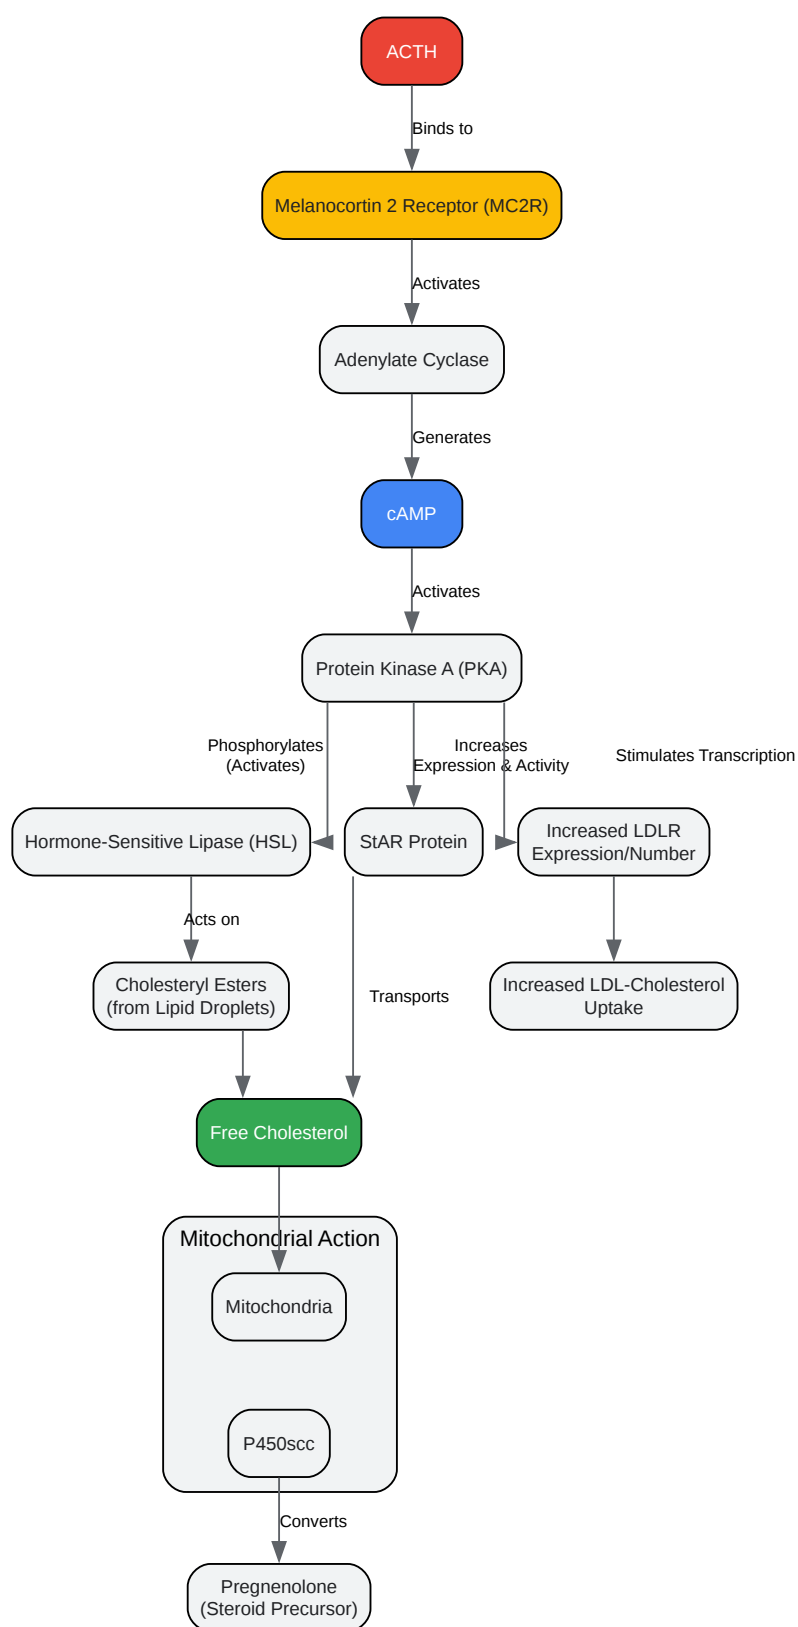 ACTH
Binds to
Melanocortin 2 Receptor (MC2R)
Activates
Adenylate Cyclase
Generates
cAMP
Activates
Protein Kinase A (PKA)
Phosphorylates
(Activates)
Increases
Expression & Activity
Stimulates Transcription
Hormone-Sensitive Lipase (HSL)
StAR Protein
Increased LDLR
Expression/Number
Acts on
Cholesteryl Esters
(from Lipid Droplets)
Transports
Increased LDL-Cholesterol
Uptake
Free Cholesterol
Mitochondrial Action
Mitochondria
P450scc
Converts
Pregnenolone
(Steroid Precursor)